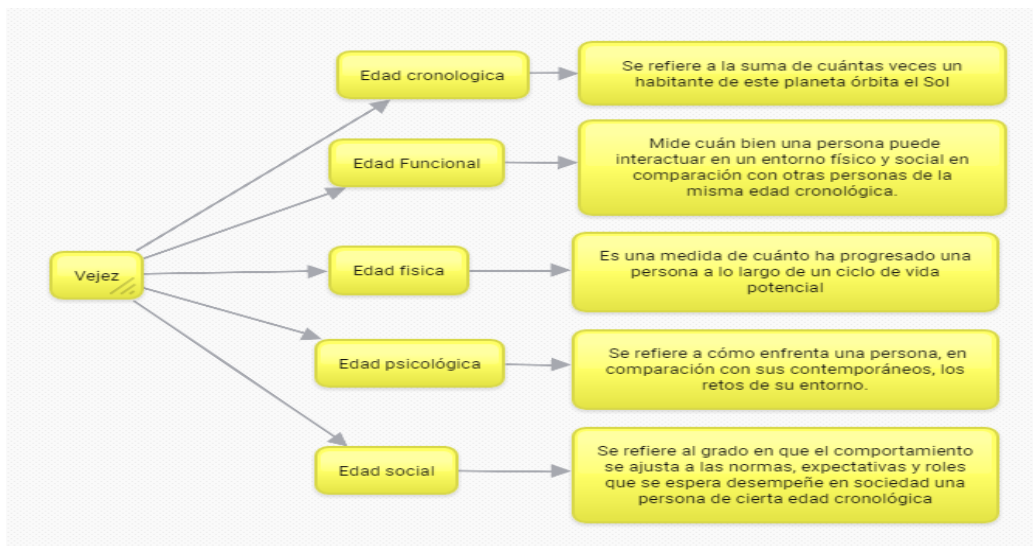 Edad cronologica
Se refiere a la suma de cuántas veces un
habitante de este planeta órbita el Sol
Edad Funcional
Mide cuán bien una persona puede
interactuar en un entorno físico y social en
comparación con otras personas de la
misma edad cronológica.
Vejez
Edad fisica
Es una medida de cuánto ha progresado una
persona a lo largo de un ciclo de vida
potencial
Edad psicológica
Se refiere a cómo enfrenta una persona, en
comparación con sus contemporáneos, los
retos de su entorno.
Edad social
Se refiere al grado en que el comportamiento
se ajusta a las normas, expectativas y roles
que se espera desempeñe en sociedad una
persona de cierta edad cronológica